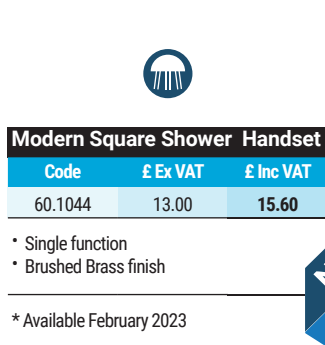 Modern Square Shower Handset
Code £ Ex VAT £ Inc VAT
60.1044 13.00 15.60
• Single function
• Brushed Brass finish
* Available February 2023